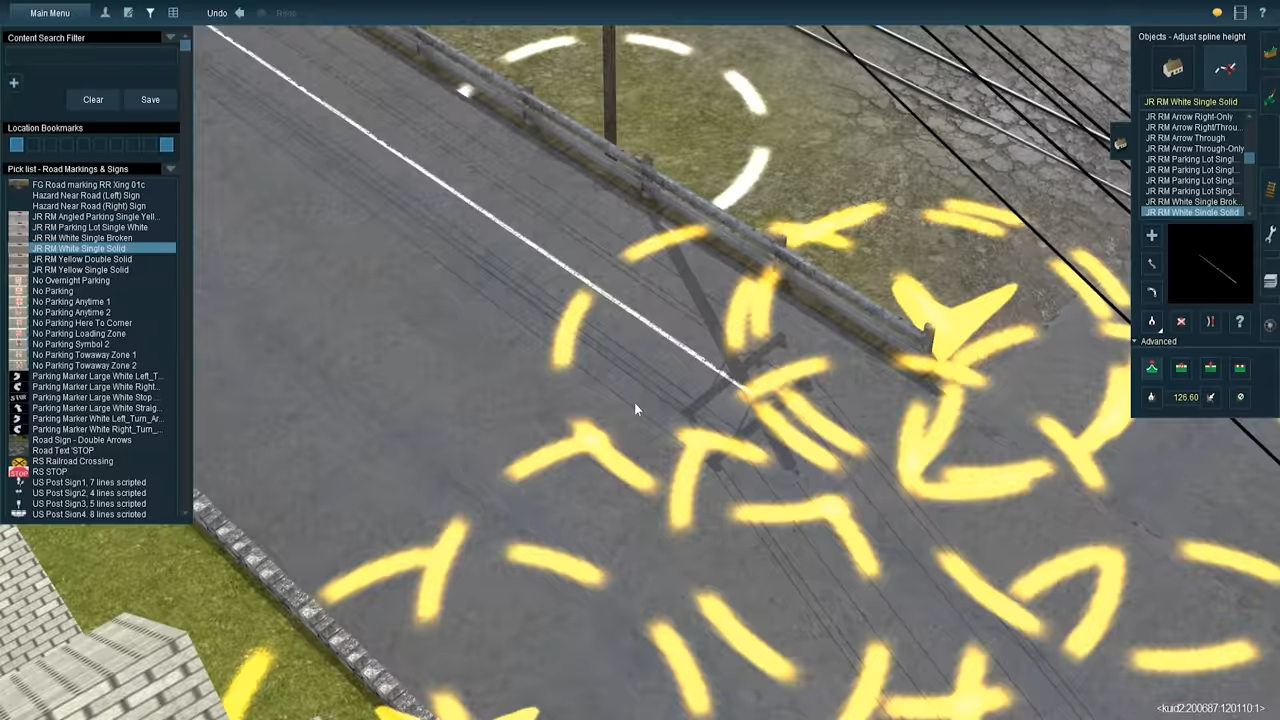 Main Menu
Undo
Redo
?
Content Search Filter
Clear
Save
Location Bookmarks
Pick list - Road Markings & Signs
FG Road marking RR Xing 01c
Hazard Near Road (Left) Sign
Hazard Near Road (Right) Sign
JR RM Angled Parking Single Yell...
JR RM Parking Lot Single White
JR RM White Single Broken
JR RM White Single Solid
JR RM Yellow Double Solid
JR RM Yellow Single Solid
No Overnight Parking
No Parking
No Parking Anytime 1
No Parking Anytime 2
No Parking Here To Corner
No Parking Loading Zone
No Parking Symbol 2
No Parking Towaway Zone 1
No Parking Towaway Zone 2
Parking Marker Large White Left_T...
Parking Marker Large White Right...
Parking Marker Large White Stop ...
Parking Marker Large White Straig...
Parking Marker White Left_Turn_Ar...
Parking Marker White Right_Turn_...
Road Sign - Double Arrows
Road Text 'STOP'
RS Railroad Crossing
RS STOP
US Post Sign1, 7 lines scripted
US Post Sign2, 4 lines scripted
US Post Sign3, 5 lines scripted
US Post Sign4, 8 lines scripted
Objects - Adjust spline height
JR RM White Single Solid
JR RM Arrow Right-Only
JR RM Arrow Right/Throu...
JR RM Arrow Through
JR RM Arrow Through-Only
JR RM Parking Lot Singl...
JR RM Parking Lot Singl...
JR RM Parking Lot Singl...
JR RM Parking Lot Singl...
JR RM White Single Brok...
JR RM White Single Solid
?
Advanced
126.60
<kuid2:200687:120110:1>